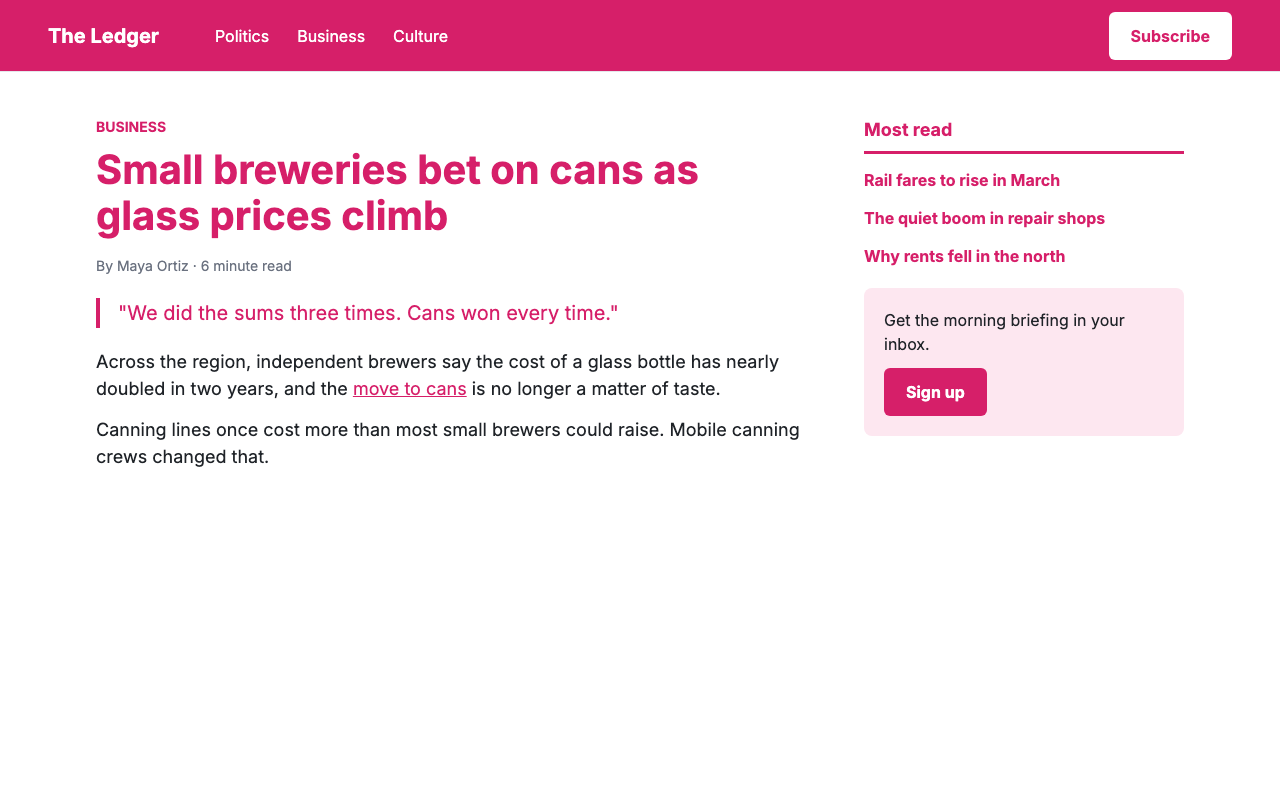 The Ledger
Politics
Business
Culture
Subscribe
BUSINESS
Small breweries bet on cans as
glass prices climb
By Maya Ortiz · 6 minute read
"We did the sums three times. Cans won every time."
Across the region, independent brewers say the cost of a glass bottle has nearly
doubled in two years, and the move to cans is no longer a matter of taste.
Canning lines once cost more than most small brewers could raise. Mobile canning
crews changed that.
Most read
Rail fares to rise in March
The quiet boom in repair shops
Why rents fell in the north
Get the morning briefing in your
inbox.
Sign up